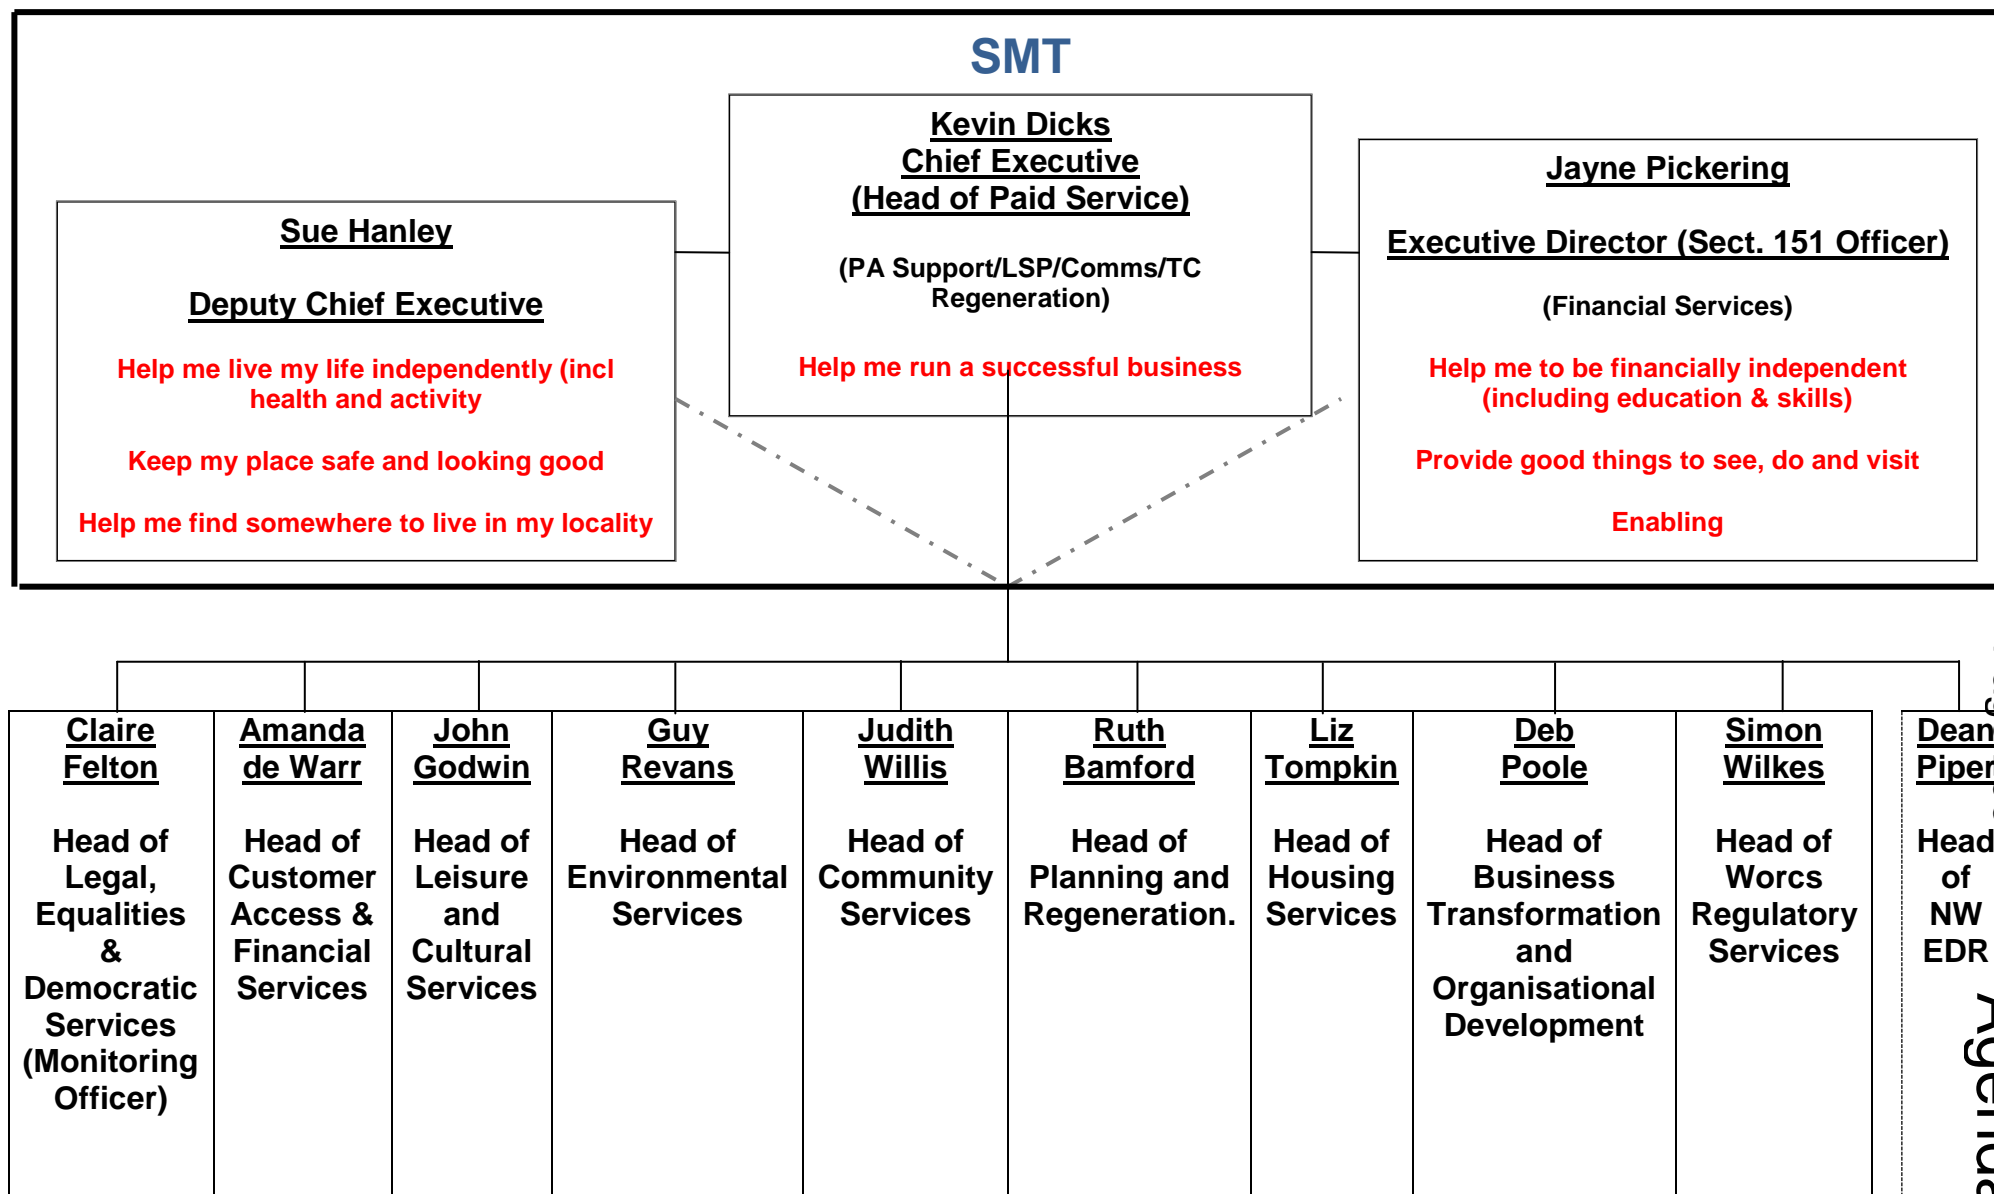 SMT
Kevin Dicks
Chief Executive
(Head of Paid Service)
(PA Support/LSP/Comms/TC
Regeneration)
Help me run a successful business
Sue Hanley
Deputy Chief Executive
Help me live my life independently (incl
health and activity
Keep my place safe and looking good
Help me find somewhere to live in my locality
Jayne Pickering
Executive Director (Sect. 151 Officer)
(Financial Services)
Help me to be financially independent
(including education & skills)
Provide good things to see, do and visit
Enabling
Claire
Felton
Head of
Legal,
Equalities
&
Democratic
Services
(Monitoring
Officer)
Amanda
de Warr
Head of
Customer
Access &
Financial
Services
John
Godwin
Head of
Leisure
and
Cultural
Services
Guy
Revans
Head of
Environmental
Services
Judith
Willis
Head of
Community
Services
Ruth
Bamford
Head of
Planning and
Regeneration.
Liz
Tompkin
Head of
Housing
Services
Deb
Poole
Head of
Business
Transformation
and
Organisational
Development
Simon
Wilkes
Head of
Worcs
Regulatory
Services
Dean
Piper
Head
of
NW
EDR
Agenda